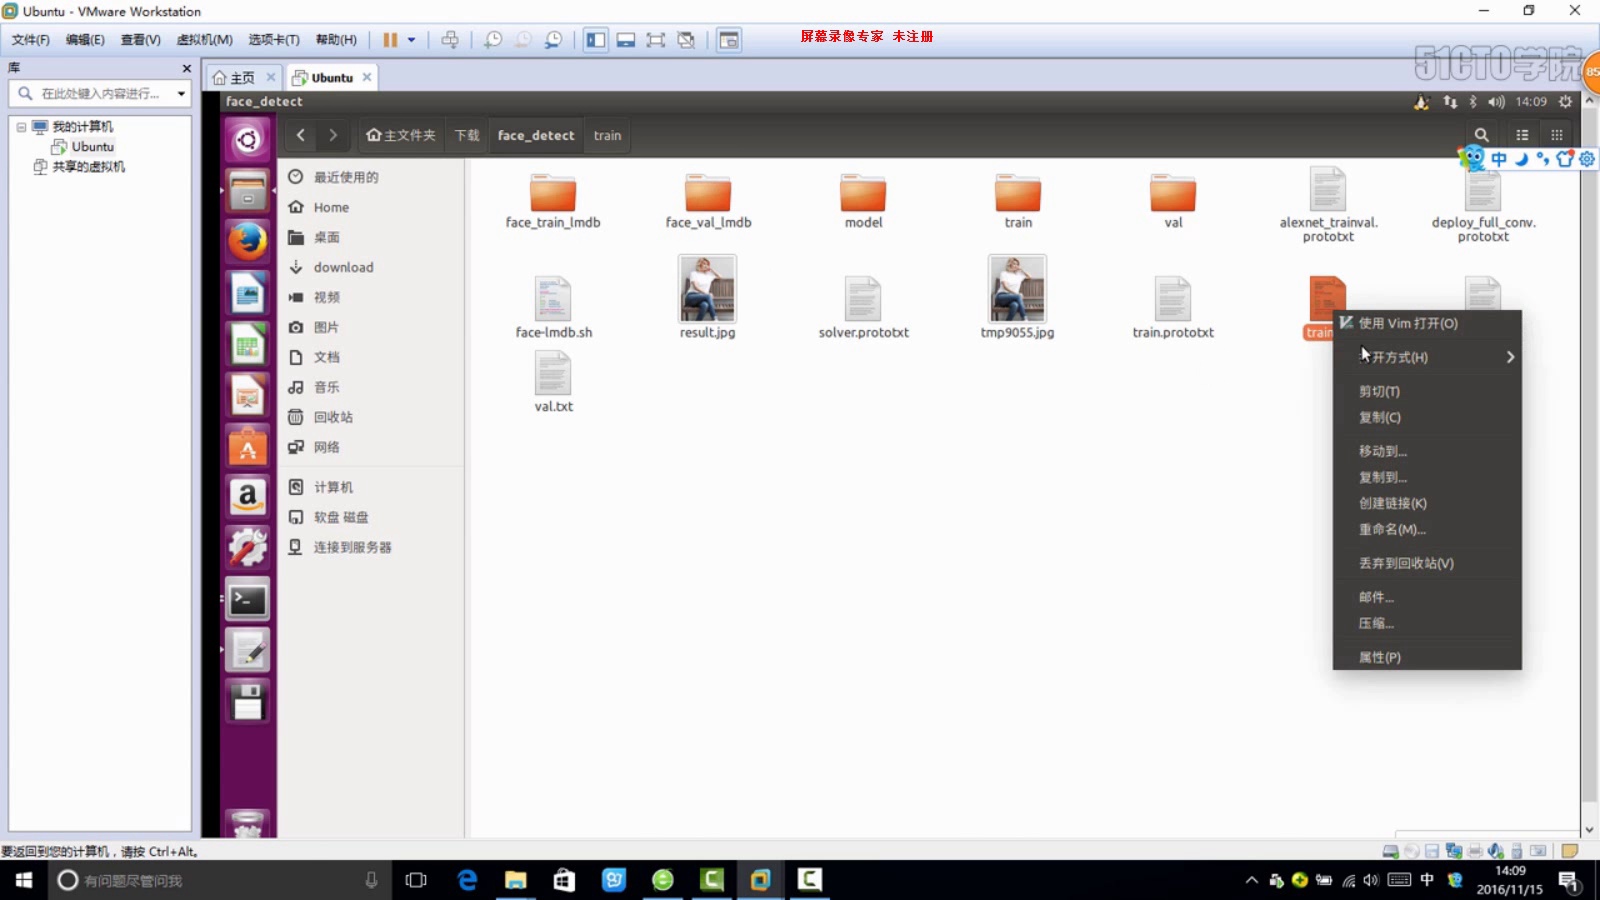 Ubuntu - VMware Workstation
文件(F) 编辑(E) 查看(V) 虚拟机(M) 选项卡(T) 帮助(H)
屏幕录像专家 未注册
51CTO学院
85
库
主页
Ubuntu
在此处键入内容进行...
我的计算机
Ubuntu
共享的虚拟机
face_detect
14:09
主文件夹 下载 face_detect train
中
最近使用的
Home
桌面
download
视频
图片
文档
音乐
回收站
网络
计算机
软盘 磁盘
连接到服务器
face_train_lmdb
face_val_lmdb
model
train
val
alexnet_trainval.
prototxt
deploy_full_conv.
prototxt
face-lmdb.sh
result.jpg
solver.prototxt
tmp9055.jpg
train.prototxt
train
val.txt
使用 Vim 打开(O)
开方式(H)
剪切(T)
复制(C)
移动到...
复制到...
创建链接(K)
重命名(M)...
丢弃到回收站(V)
邮件...
压缩...
属性(P)
要返回到您的计算机，请按 Ctrl+Alt。
有问题尽管问我
中
14:09
2016/11/15
1